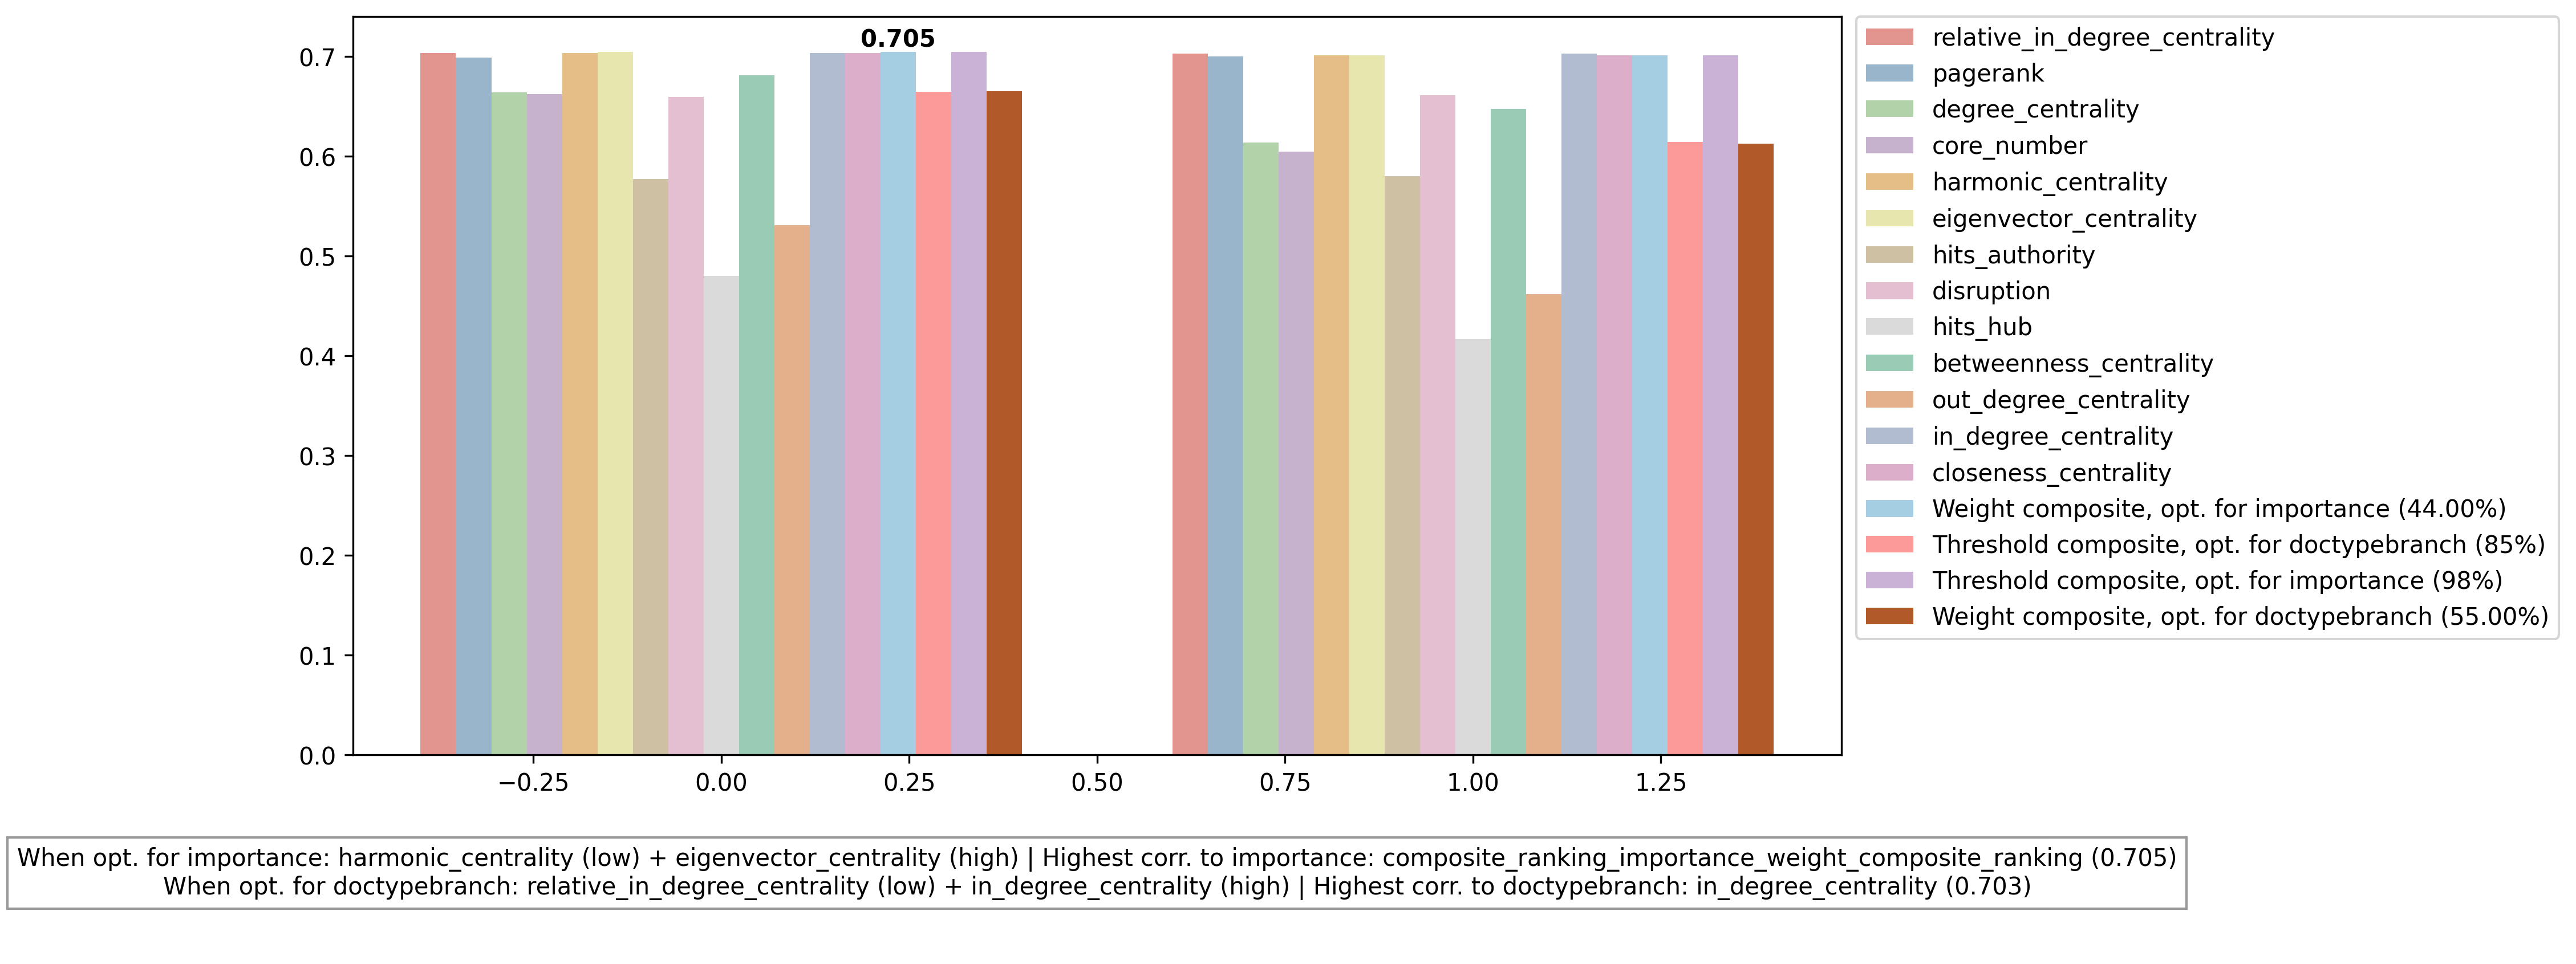 0.705
0.7
0.6
0.5
0.4
0.3
0.2
0.1
0.0
−0.25 0.00 0.25 0.50 0.75 1.00 1.25
relative_in_degree_centrality
pagerank
degree_centrality
core_number
harmonic_centrality
eigenvector_centrality
hits_authority
disruption
hits_hub
betweenness_centrality
out_degree_centrality
in_degree_centrality
closeness_centrality
Weight composite, opt. for importance (44.00%)
Threshold composite, opt. for doctypebranch (85%)
Threshold composite, opt. for importance (98%)
Weight composite, opt. for doctypebranch (55.00%)
When opt. for importance: harmonic_centrality (low) + eigenvector_centrality (high) | Highest corr. to importance: composite_ranking_importance_weight_composite_ranking (0.705)
When opt. for doctypebranch: relative_in_degree_centrality (low) + in_degree_centrality (high) | Highest corr. to doctypebranch: in_degree_centrality (0.703)